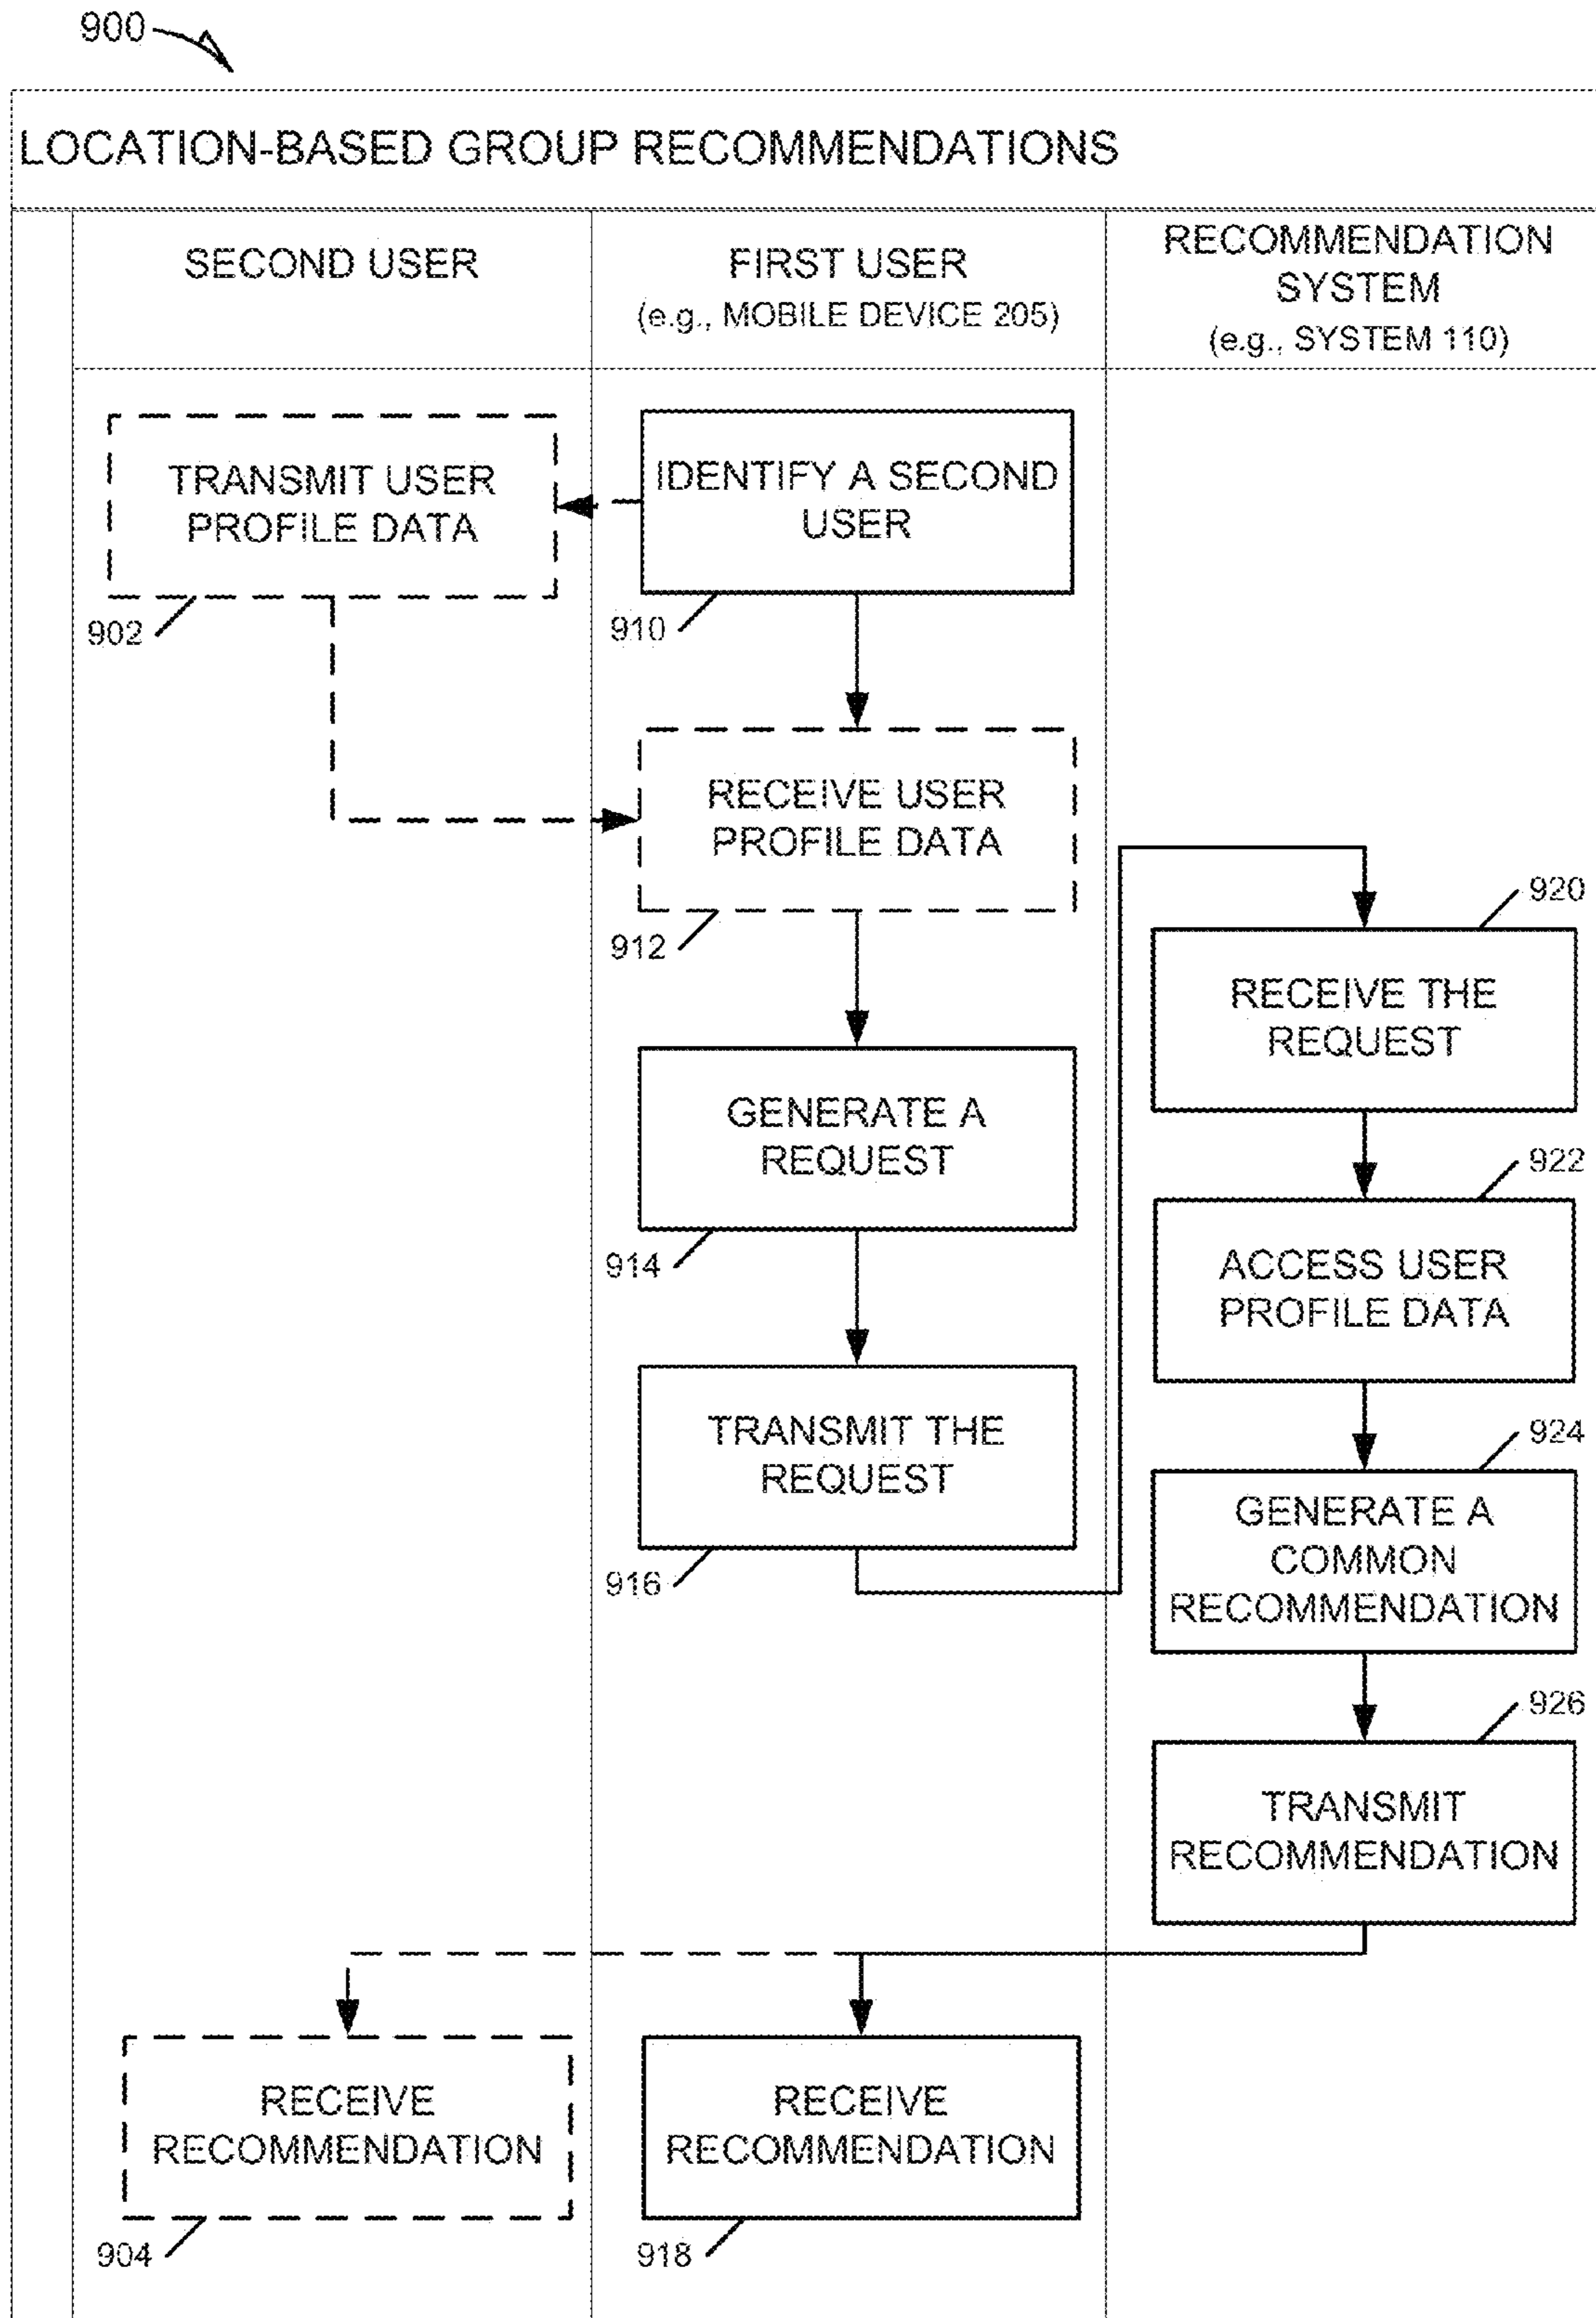 900
LOCATION-BASED GROUP RECOMMENDATIONS
SECOND USER
FIRST USER
(e.g., MOBILE DEVICE 205)
RECOMMENDATION
SYSTEM
(e.g., SYSTEM 110)
TRANSMIT USER
PROFILE DATA
902
IDENTIFY A SECOND
USER
910
RECEIVE USER
PROFILE DATA
912
GENERATE A
REQUEST
914
TRANSMIT THE
REQUEST
916
920
RECEIVE THE
REQUEST
922
ACCESS USER
PROFILE DATA
924
GENERATE A
COMMON
RECOMMENDATION
926
TRANSMIT
RECOMMENDATION
RECEIVE
RECOMMENDATION
904
RECEIVE
RECOMMENDATION
918